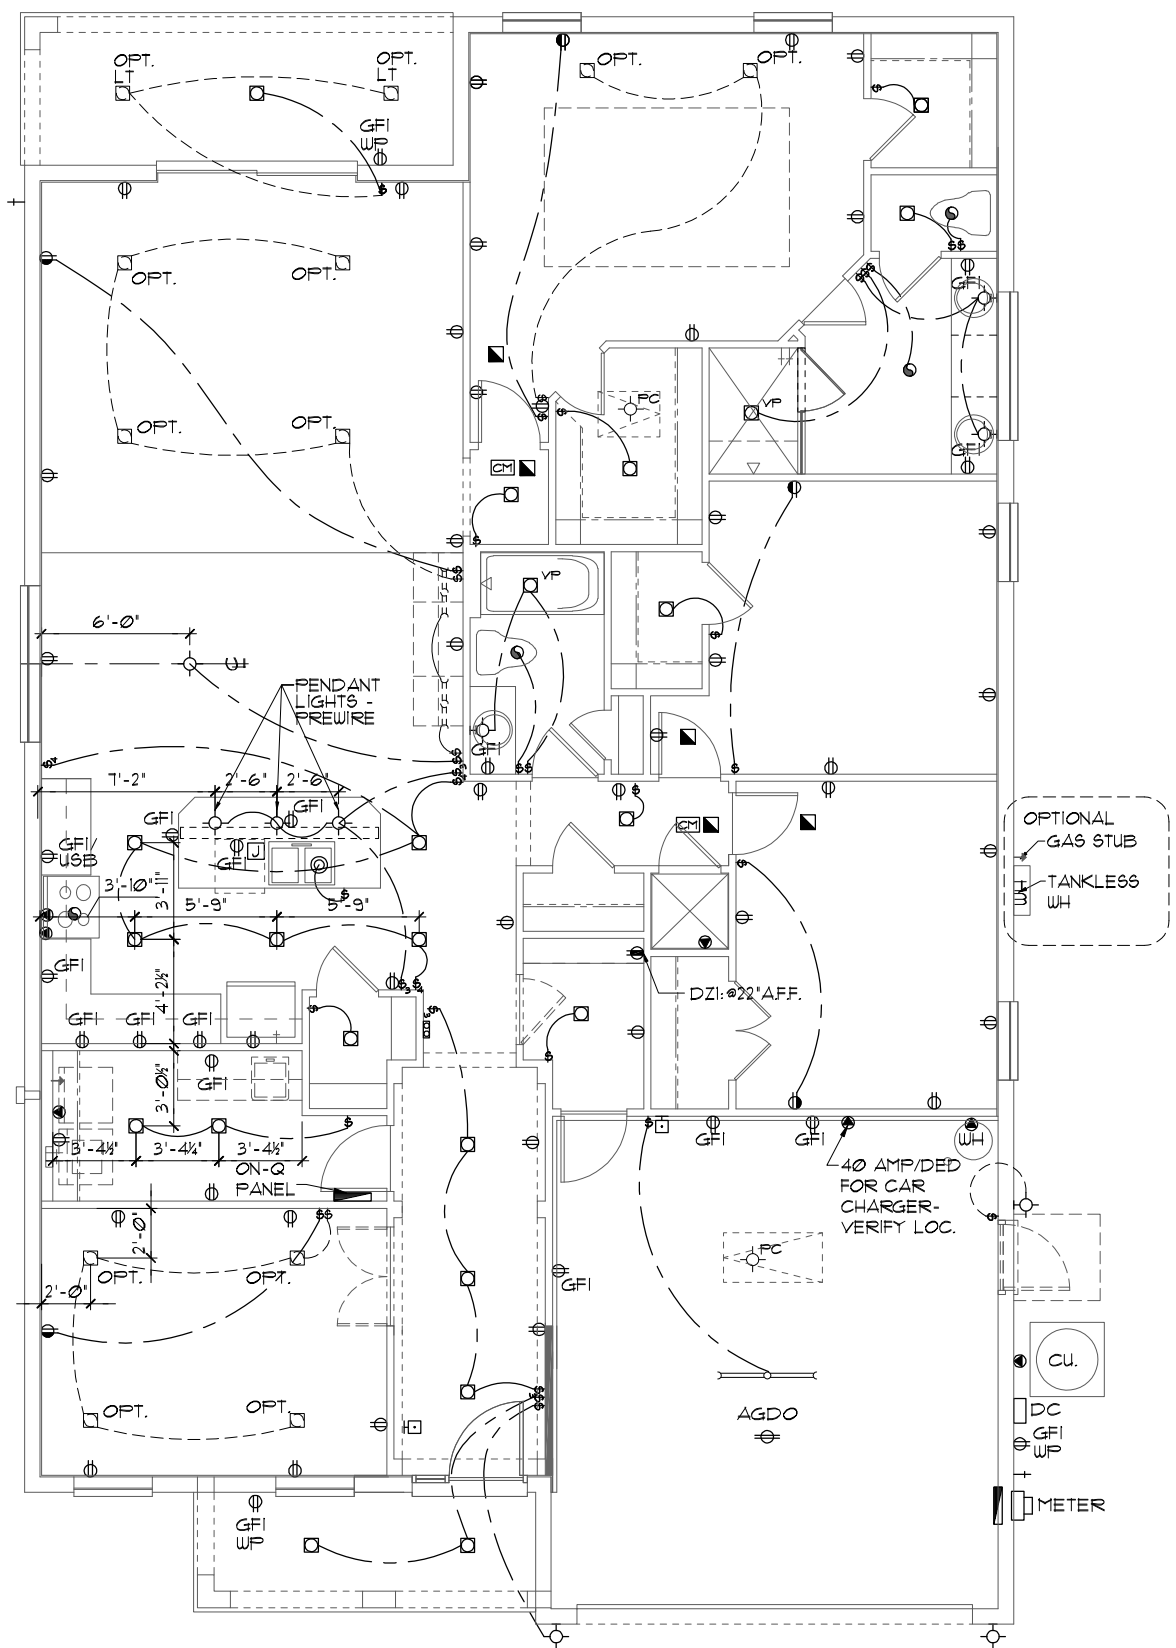 OPT.
LT
OPT.
LT
GFI
WP
OPT.
OPT.
OPT.
OPT.
OPT.
OPT.
GFI
GFI
PC
VP
CM
VP
6'-0"
PENDANT
LIGHTS -
PREWIRE
7'-2"
2'-6"
2'-6"
GFI
GFI
GFI
GFI
J
GFI/
USB
3'-10"
3'-11"
5'-9"
5'-9"
CM
OPTIONAL
GAS STUB
TANKLESS
WH
GFI
4'-2½"
DZ1:@22"A.F.F.
GFI
GFI
GFI
GFI
3'-0½"
3'-4½"
3'-4¼"
3'-4½"
ON-Q
PANEL
GFI
GFI
WH
40 AMP/DED
FOR CAR
CHARGER-
VERIFY LOC.
2'-0"
OPT.
OPT.
2'-0"
PC
GFI
OPT.
OPT.
AGDO
CU.
DC
GFI
WP
METER
GFI
WP